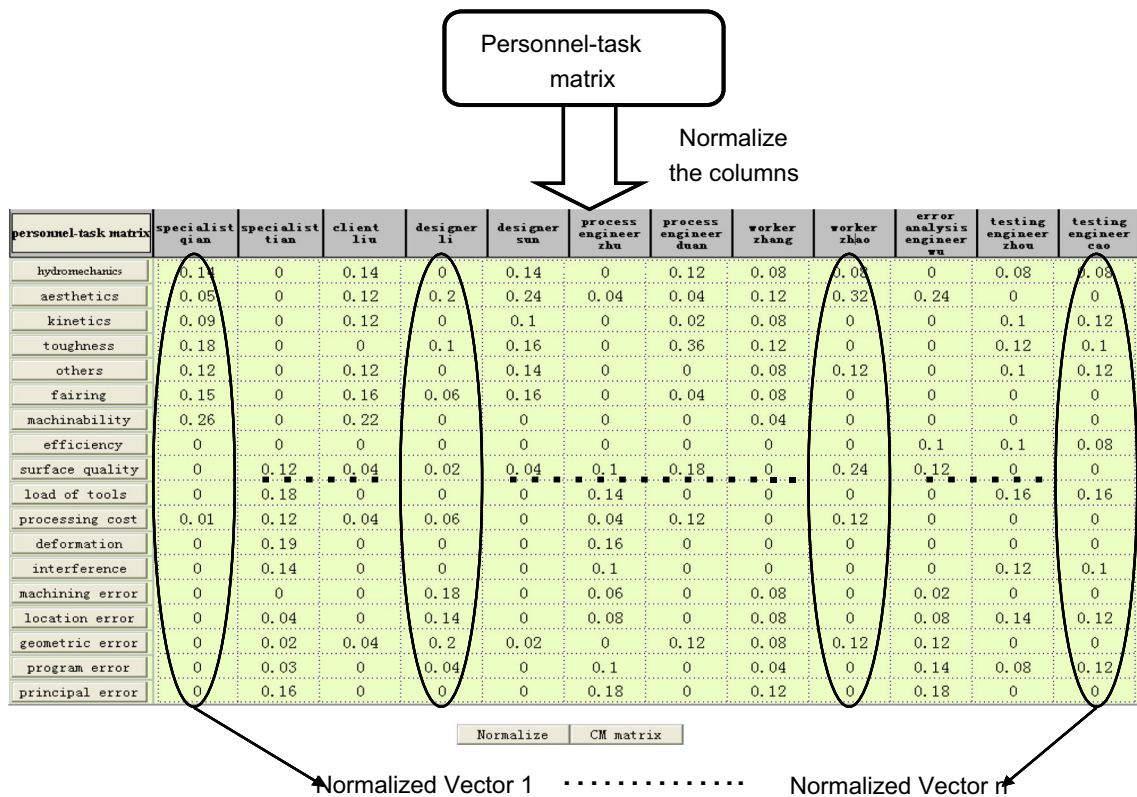 Personnel-task
matrix
Normalize
the columns
personnel-task matrix specialist qian specialist tian client liu designer li designer sun process engineer zhu process engineer duan worker zhang worker zhao error analysis engineer wu testing engineer zhou testing engineer cao
hydromechanics 0.14 0 0.14 0 0.14 0 0.12 0.08 0.08 0 0.08 0.08
aesthetics 0.05 0 0.12 0.2 0.24 0.04 0.04 0.12 0.32 0.24 0 0
kinetics 0.09 0 0.12 0 0.1 0 0.02 0.08 0 0 0.1 0.12
toughness 0.18 0 0 0.1 0.16 0 0.36 0.12 0 0 0.12 0.1
others 0.12 0 0.12 0 0.14 0 0 0.08 0.12 0 0.1 0.12
fairing 0.15 0 0.16 0.06 0.16 0 0.04 0.08 0 0 0 0
machinability 0.26 0 0.22 0 0 0 0 0.04 0 0 0 0
efficiency 0 0 0 0 0 0 0 0 0 0.1 0.1 0.08
surface quality 0 0.12 0.04 0.02 0.04 0.1 0.18 0 0.24 0.12 0 0
load of tools 0 0.18 0 0 0 0.14 0 0 0 0 0.16 0.16
processing cost 0.01 0.12 0.04 0.06 0 0.04 0.12 0 0.12 0 0 0
deformation 0 0.19 0 0 0 0.16 0 0 0 0 0 0
interference 0 0.14 0 0 0 0.1 0 0 0 0 0.12 0.1
machining error 0 0 0 0.18 0 0.06 0 0.08 0 0.02 0 0
location error 0 0.04 0 0.14 0 0.08 0 0.08 0 0.08 0.14 0.12
geometric error 0 0.02 0.04 0.2 0.02 0 0.12 0.08 0.12 0.12 0 0
program error 0 0.03 0 0.04 0 0.1 0 0.04 0 0.14 0.08 0.12
principal error 0 0.16 0 0 0 0.18 0 0.12 0 0.18 0 0
Normalize CM matrix
Normalized Vector 1 ............... Normalized Vector n